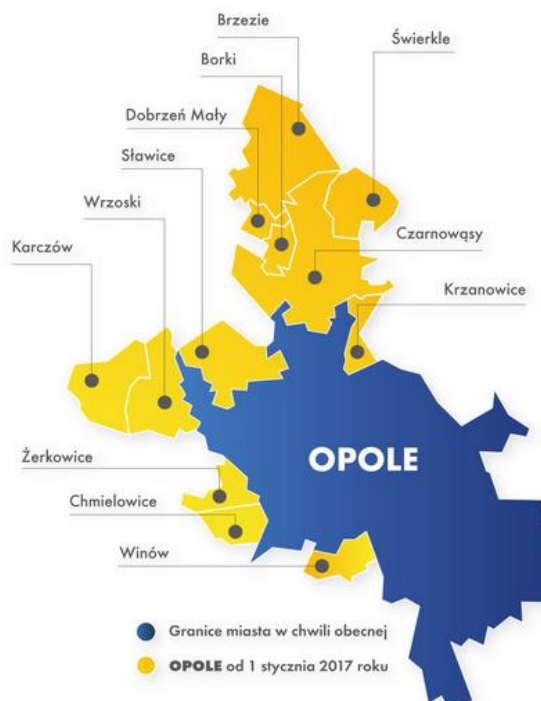 Brzezie
Świerkle
Borki
Dobrzeń Mały
Sławice
Wrzoski
Czarnowąsy
Karczów
Krzanowice
OPOLE
Żerkowice
Chmielowice
Winów
Granice miasta w chwili obecnej
OPOLE od 1 stycznia 2017 roku